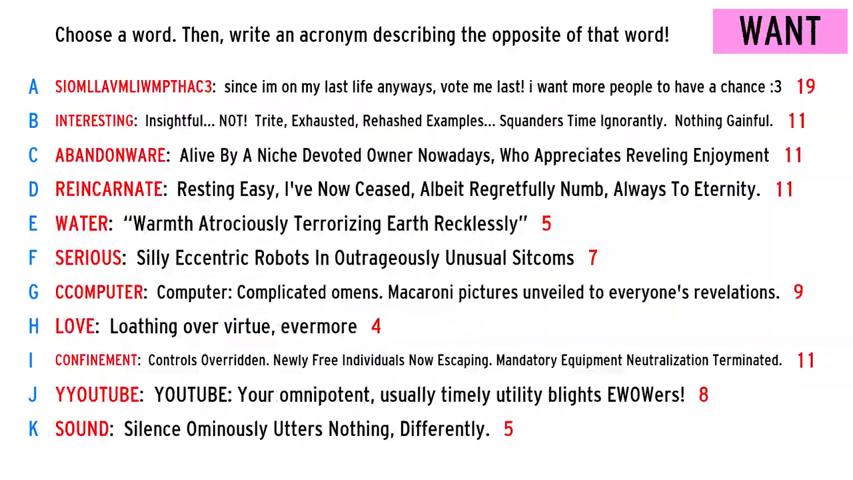 Choose a word. Then, write an acronym describing the opposite of that word!
WANT
A SIOMLLAVMLIWMPTHAC3: since im on my last life anyways, vote me last! i want more people to have a chance :3 19
B INTERESTING: Insightful... NOT! Trite, Exhausted, Rehashed Examples... Squanders Time Ignorantly. Nothing Gainful. 11
C ABANDONWARE: Alive By A Niche Devoted Owner Nowadays, Who Appreciates Reveling Enjoyment 11
D REINCARNATE: Resting Easy, I've Now Ceased, Albeit Regretfully Numb, Always To Eternity. 11
E WATER: “Warmth Atrociously Terrorizing Earth Recklessly” 5
F SERIOUS: Silly Eccentric Robots In Outrageously Unusual Sitcoms 7
G CCOMPUTER: Computer: Complicated omens. Macaroni pictures unveiled to everyone's revelations. 9
H LOVE: Loathing over virtue, evermore 4
I CONFINEMENT: Controls Overridden. Newly Free Individuals Now Escaping. Mandatory Equipment Neutralization Terminated. 11
J YYOUTUBE: YOUTUBE: Your omnipotent, usually timely utility blights EWOWers! 8
K SOUND: Silence Ominously Utters Nothing, Differently. 5